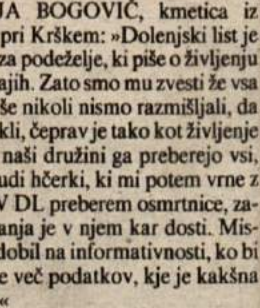 JA BOGOVIČ, kmetica iz
pri Krškem: »Dolenjski list je
za podeželje, ki piše o življenju
ajih. Zato smo mu zvesti že vsa
še nikoli nismo razmišljali, da
kli, čeprav je tako kot življenje
naši družini ga preberejo vsi,
udi hčerki, ki mi potem vrne z
V DL preberem osmrtnice, za-
anja je v njem kar dosti. Mis-
dobil na informativnosti, ko bi
e več podatkov, kje je kakšna
«